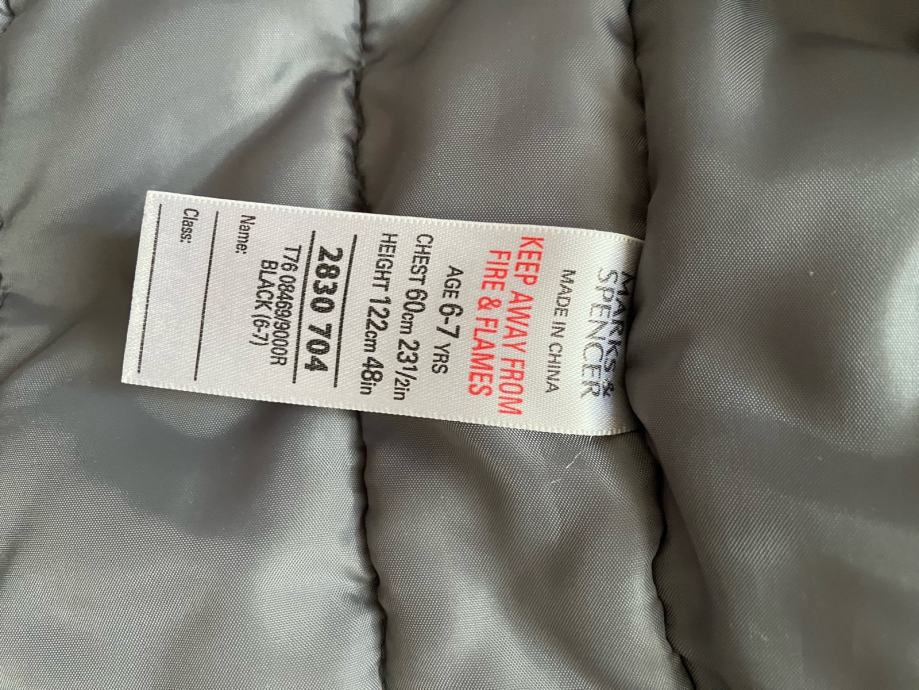 MARKS &
SPENCER
MADE IN CHINA
KEEP AWAY FROM
FIRE & FLAMES
AGE 6-7 YRS
CHEST 60cm 231/2in
HEIGHT 122cm 48in
2830 704
T76 08469/9000R
BLACK (6-7)
Name:
Class: